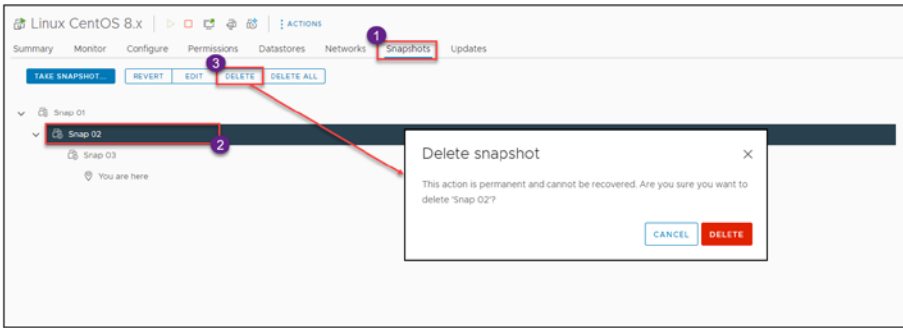 Linux CentOS 8.x ACTIONS
1
Summary Monitor Configure Permissions Datastores Networks Snapshots Updates
3
TAKE SNAPSHOT... REVERT EDIT DELETE DELETE ALL
Snap 01
Snap 02
2
Snap 03
You are here
Delete snapshot
This action is permanent and cannot be recovered. Are you sure you want to
delete 'Snap 02'?
CANCEL DELETE